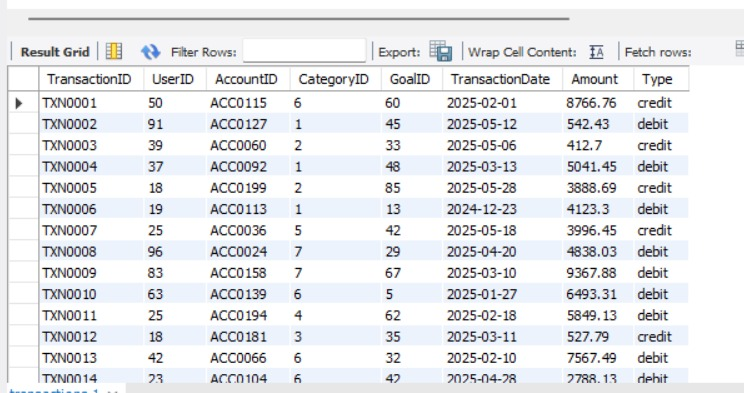 Result Grid Filter Rows: Export: Wrap Cell Content: Fetch rows:
TransactionID UserID AccountID CategoryID GoalID TransactionDate Amount Type
TXN0001 50 ACC0115 6 60 2025-02-01 8766.76 credit
TXN0002 91 ACC0127 1 45 2025-05-12 542.43 debit
TXN0003 39 ACC0060 2 33 2025-05-06 412.7 credit
TXN0004 37 ACC0092 1 48 2025-03-13 5041.45 debit
TXN0005 18 ACC0199 2 85 2025-05-28 3888.69 credit
TXN0006 19 ACC0113 1 13 2024-12-23 4123.3 debit
TXN0007 25 ACC0036 5 42 2025-05-18 3996.45 credit
TXN0008 96 ACC0024 7 29 2025-04-20 4838.03 debit
TXN0009 83 ACC0158 7 67 2025-03-10 9367.88 debit
TXN0010 63 ACC0139 6 5 2025-01-27 6493.31 debit
TXN0011 25 ACC0194 4 62 2025-02-18 5849.13 debit
TXN0012 18 ACC0181 3 35 2025-03-11 527.79 credit
TXN0013 42 ACC0066 6 32 2025-02-10 7567.49 debit
TXN0014 23 ACC0104 6 42 2025-04-28 2788.13 debit
transactions 1